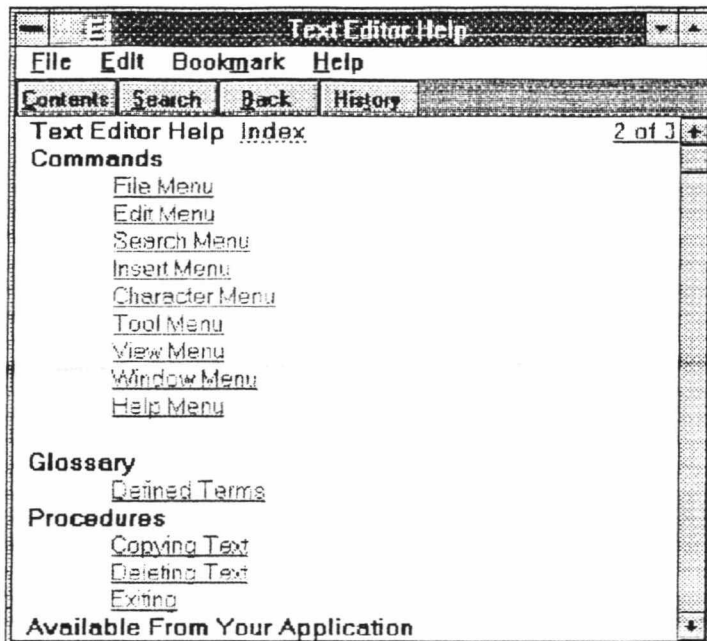 Text Editor Help
File Edit Bookmark Help
Contents Search Back History
Text Editor Help Index 2 of 3
Commands
File Menu
Edit Menu
Search Menu
Insert Menu
Character Menu
Tool Menu
View Menu
Window Menu
Help Menu
Glossary
Defined Terms
Procedures
Copying Text
Deleting Text
Exiting
Available From Your Application